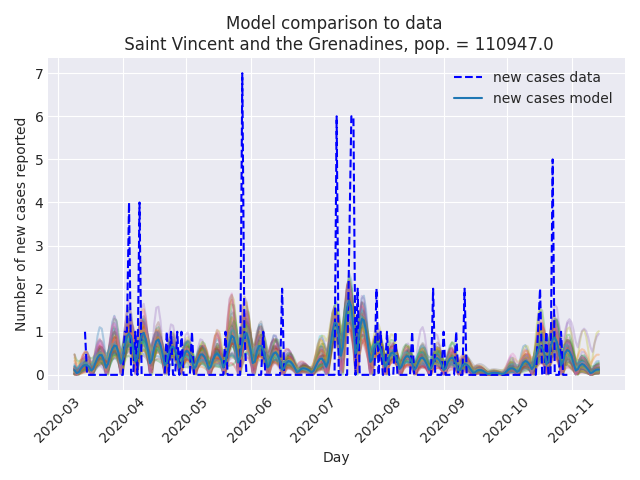 Model comparison to data
Saint Vincent and the Grenadines, pop. = 110947.0
new cases data
new cases model
Number of new cases reported
7
6
5
4
3
2
1
0
2020-03
2020-04
2020-05
2020-06
2020-07
2020-08
2020-09
2020-10
2020-11
Day